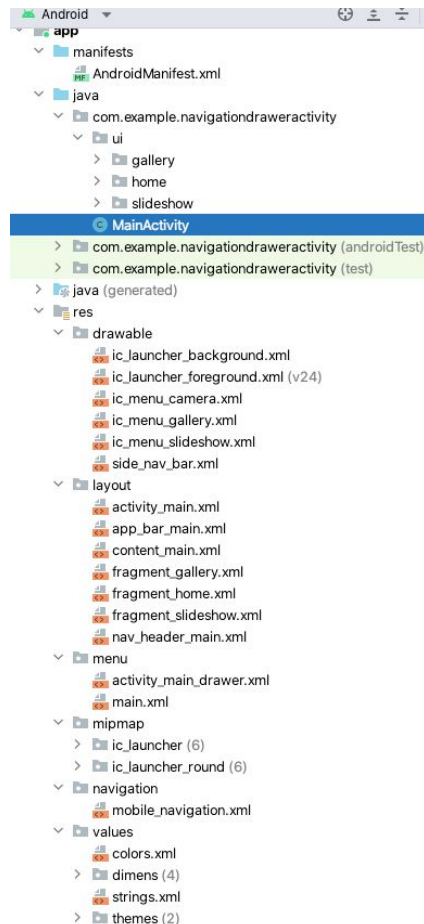 Android
app
manifests
AndroidManifest.xml
java
com.example.navigationdraweractivity
ui
gallery
home
slideshow
MainActivity
com.example.navigationdraweractivity (androidTest)
com.example.navigationdraweractivity (test)
java (generated)
res
drawable
ic_launcher_background.xml
ic_launcher_foreground.xml (v24)
ic_menu_camera.xml
ic_menu_gallery.xml
ic_menu_slideshow.xml
side_nav_bar.xml
layout
activity_main.xml
app_bar_main.xml
content_main.xml
fragment_gallery.xml
fragment_home.xml
fragment_slideshow.xml
nav_header_main.xml
menu
activity_main_drawer.xml
main.xml
mipmap
ic_launcher (6)
ic_launcher_round (6)
navigation
mobile_navigation.xml
values
colors.xml
dimens (4)
strings.xml
themes (2)